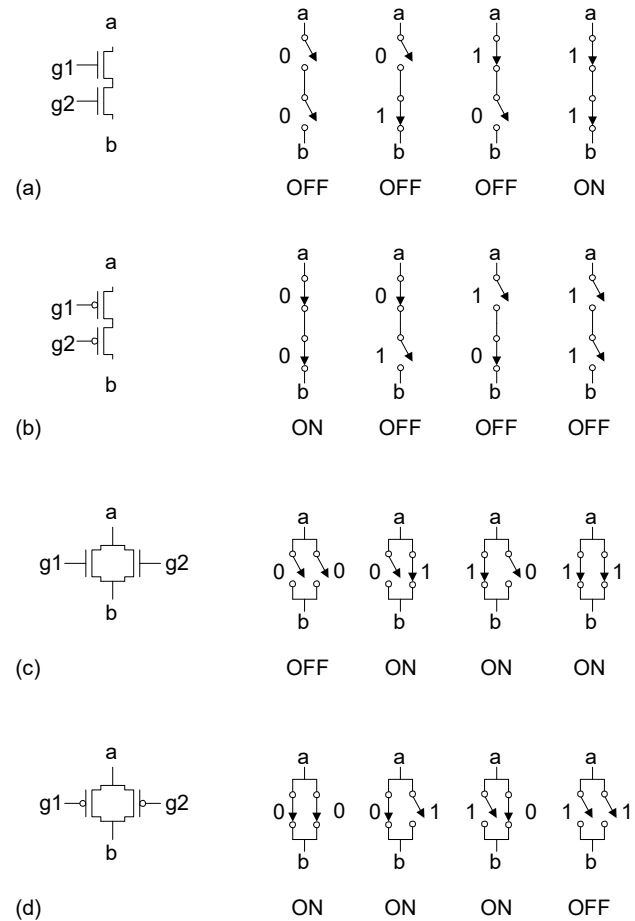 a a a a a
g1 0 0 1 1
g2 0 1 0 1
b b b b b
(a) OFF OFF OFF ON
a a a a a
g1 0 0 1 1
g2 0 1 0 1
b b b b b
(b) ON OFF OFF OFF
a a a a a
g1 g2 0 0 0 1 1 0 1 1
b b b b b
(c) OFF ON ON ON
a a a a a
g1 g2 0 0 0 1 1 0 1 1
b b b b b
(d) ON ON ON OFF